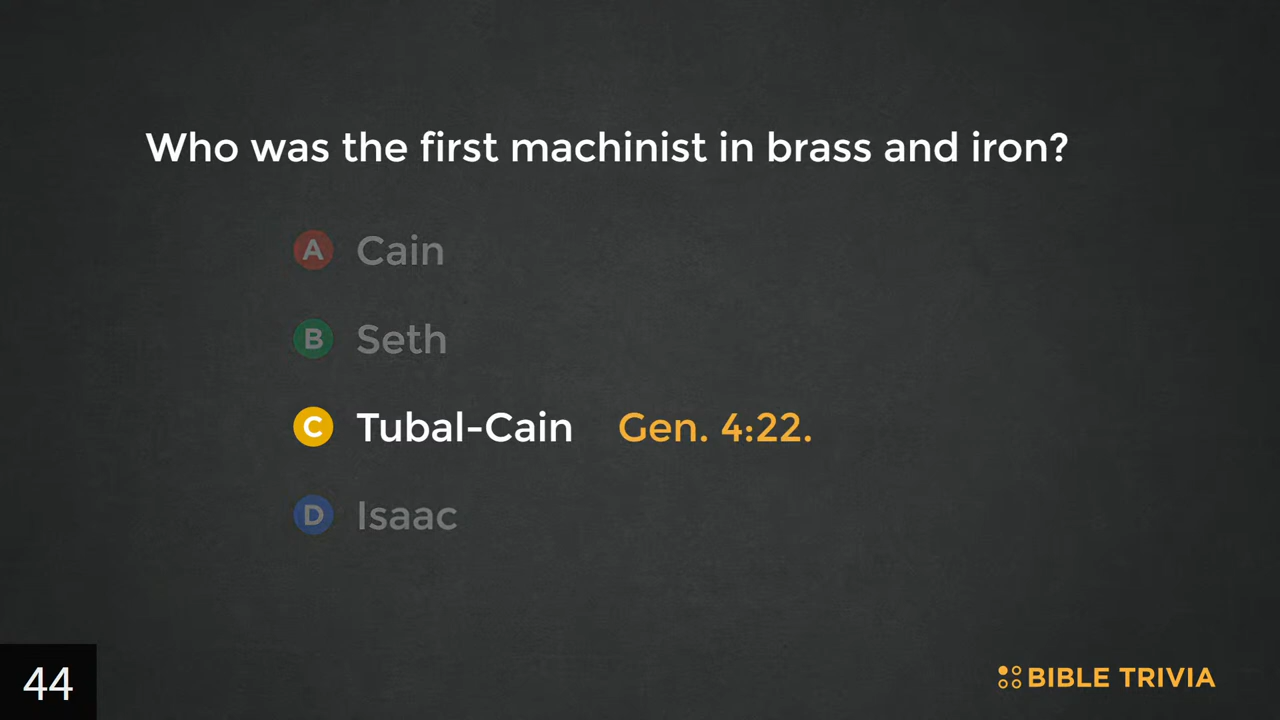 Who was the first machinist in brass and iron?
A Cain
B Seth
C Tubal-Cain Gen. 4:22.
D Isaac
44
BIBLE TRIVIA